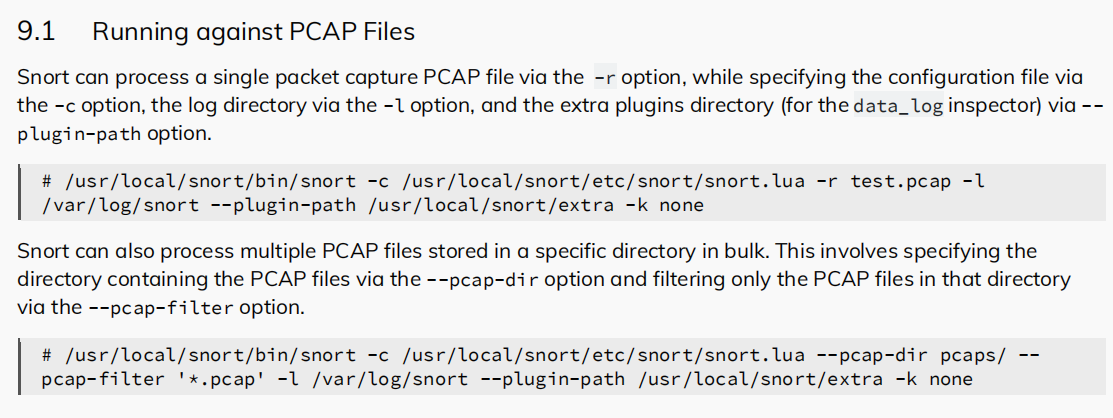 9.1 Running against PCAP Files
Snort can process a single packet capture PCAP file via the -r option, while specifying the configuration file via
the -c option, the log directory via the -l option, and the extra plugins directory (for the data_log inspector) via --
plugin-path option.
# /usr/local/snort/bin/snort -c /usr/local/snort/etc/snort/snort.lua -r test.pcap -l
/var/log/snort --plugin-path /usr/local/snort/extra -k none
Snort can also process multiple PCAP files stored in a specific directory in bulk. This involves specifying the
directory containing the PCAP files via the --pcap-dir option and filtering only the PCAP files in that directory
via the --pcap-filter option.
# /usr/local/snort/bin/snort -c /usr/local/snort/etc/snort/snort.lua --pcap-dir pcaps/ --
pcap-filter '*.pcap' -l /var/log/snort --plugin-path /usr/local/snort/extra -k none